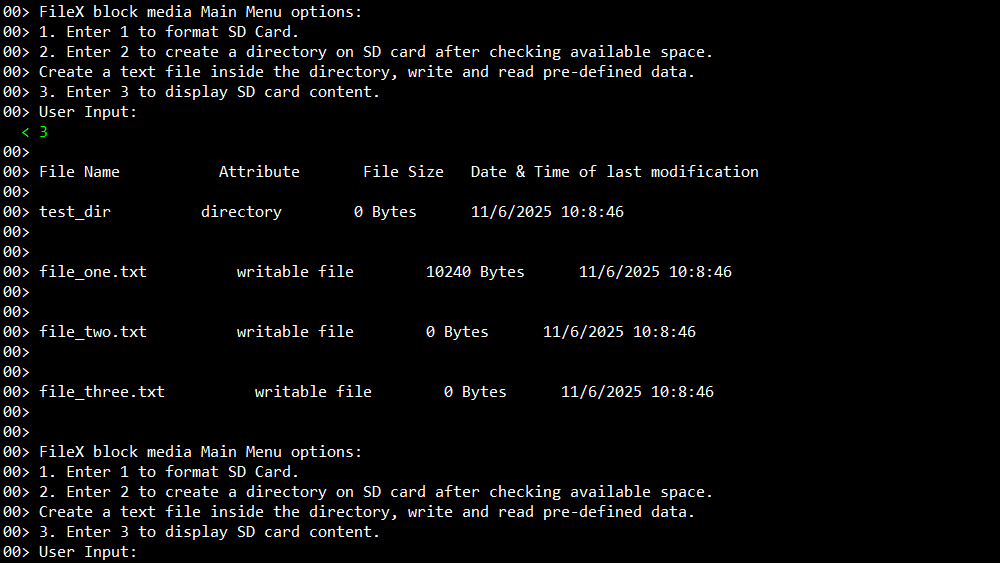 00> FileX block media Main Menu options:
00> 1. Enter 1 to format SD Card.
00> 2. Enter 2 to create a directory on SD card after checking available space.
00> Create a text file inside the directory, write and read pre-defined data.
00> 3. Enter 3 to display SD card content.
00> User Input:
< 3
00>
00> File Name Attribute File Size Date & Time of last modification
00>
00> test_dir directory 0 Bytes 11/6/2025 10:8:46
00>
00>
00> file_one.txt writable file 10240 Bytes 11/6/2025 10:8:46
00>
00>
00> file_two.txt writable file 0 Bytes 11/6/2025 10:8:46
00>
00>
00> file_three.txt writable file 0 Bytes 11/6/2025 10:8:46
00>
00>
00> FileX block media Main Menu options:
00> 1. Enter 1 to format SD Card.
00> 2. Enter 2 to create a directory on SD card after checking available space.
00> Create a text file inside the directory, write and read pre-defined data.
00> 3. Enter 3 to display SD card content.
00> User Input: